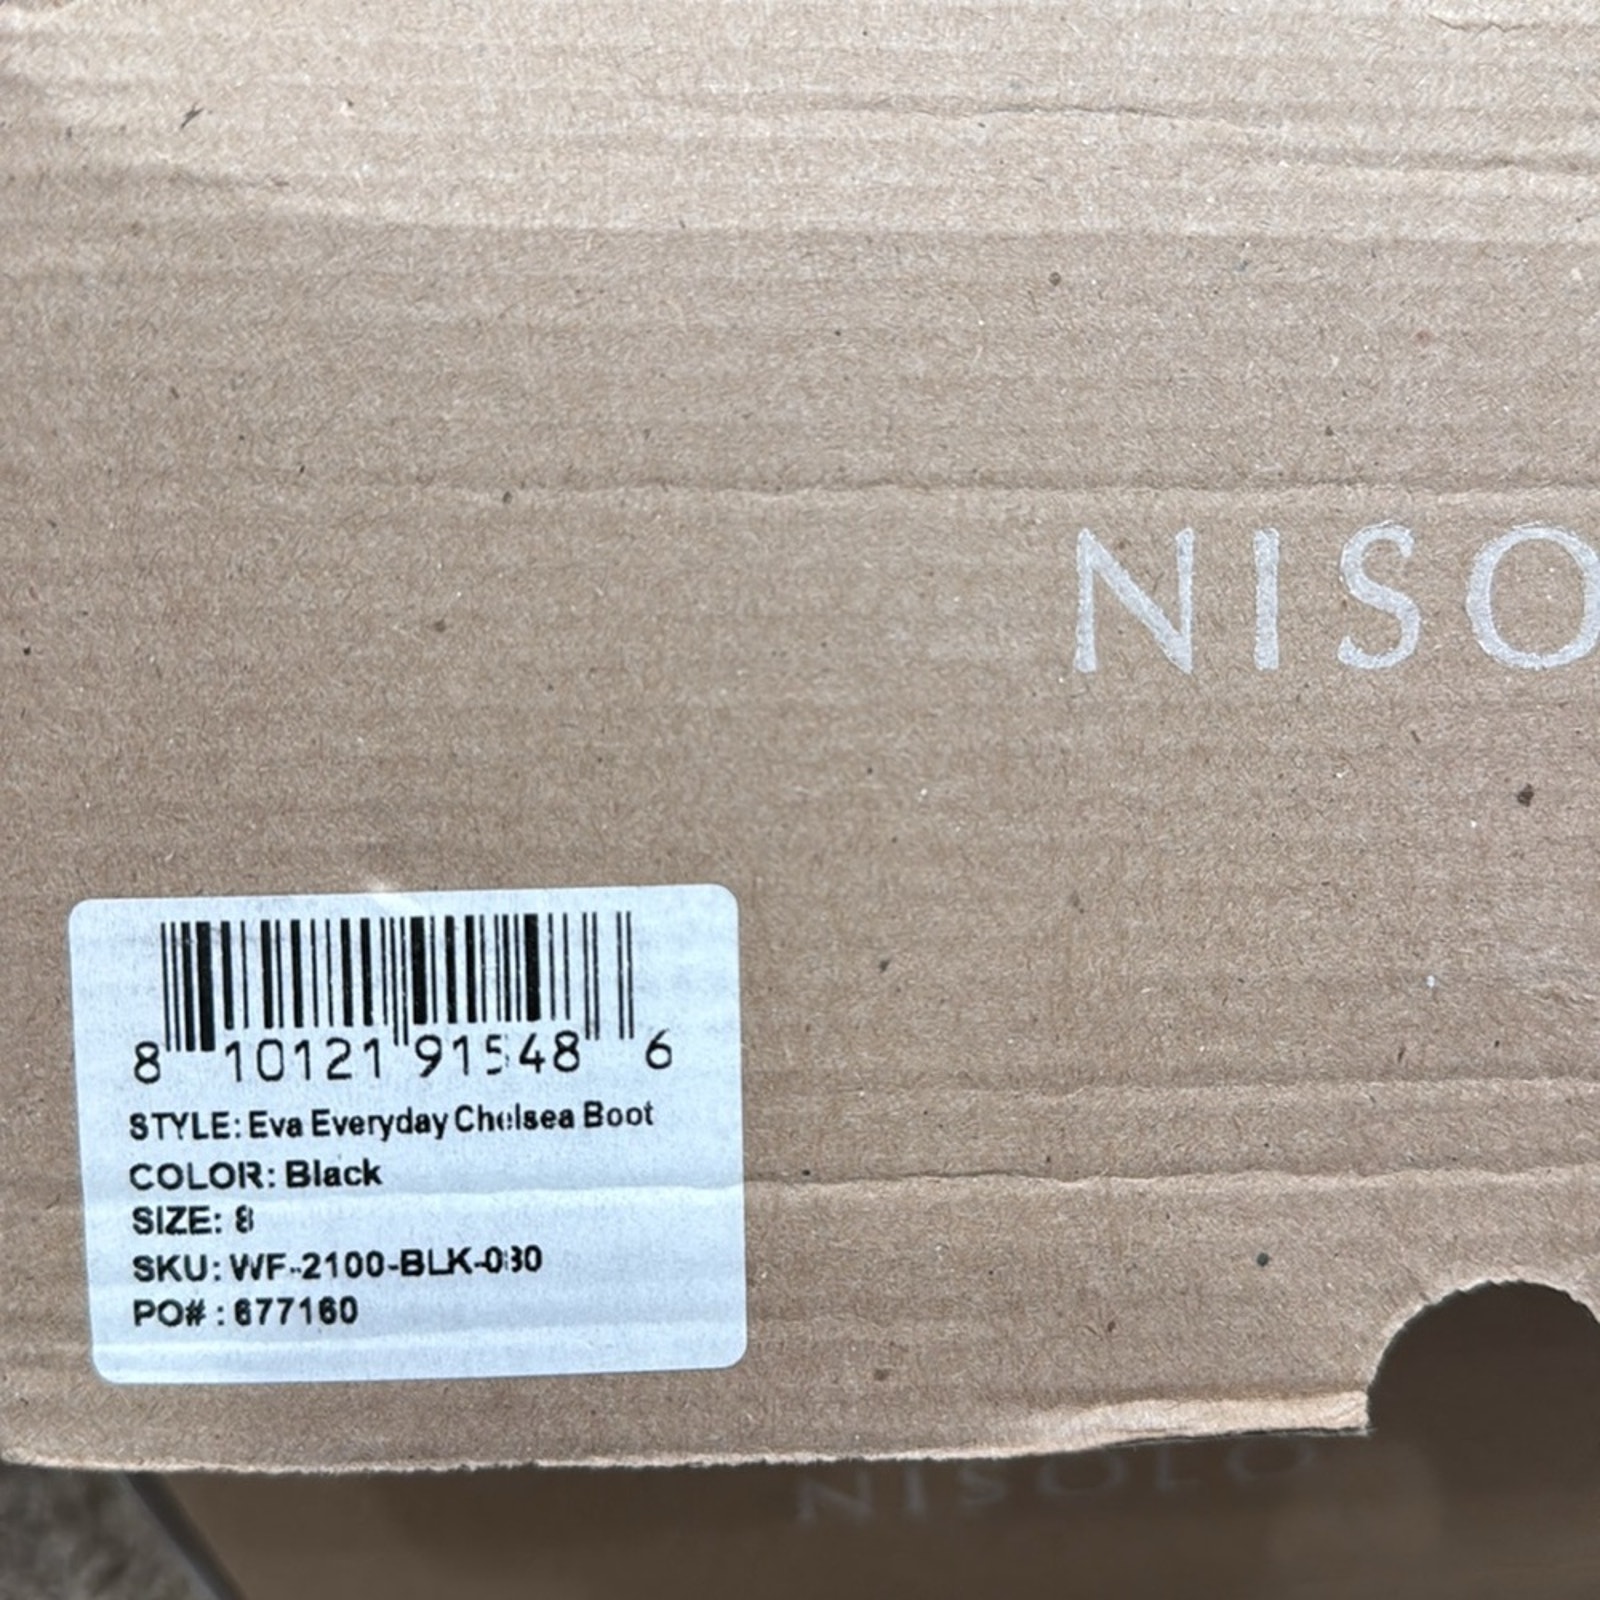 NISO
8 10121 91548 6
STYLE: Eva Everyday Chelsea Boot
COLOR: Black
SIZE: 8
SKU: WF-2100-BLK-080
PO# : 677160
NISOLO